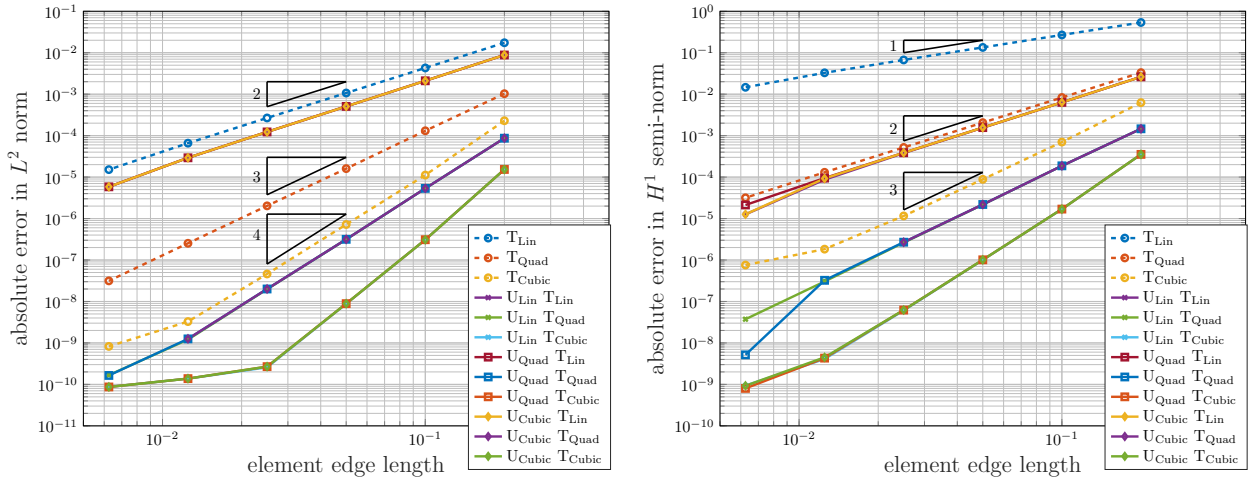 10^{-1}
10^{-2}
10^{-3}
10^{-4}
10^{-5}
10^{-6}
10^{-7}
10^{-8}
10^{-9}
10^{-10}
10^{-11}
absolute error in L^2 norm
2
3
4
T_Lin
T_Quad
T_Cubic
U_Lin T_Lin
U_Lin T_Quad
U_Lin T_Cubic
U_Quad T_Lin
U_Quad T_Quad
U_Quad T_Cubic
U_Cubic T_Lin
U_Cubic T_Quad
U_Cubic T_Cubic
10^{-2}
10^{-1}
element edge length
10^0
10^{-1}
10^{-2}
10^{-3}
10^{-4}
10^{-5}
10^{-6}
10^{-7}
10^{-8}
10^{-9}
10^{-10}
absolute error in H^1 semi-norm
1
2
3
T_Lin
T_Quad
T_Cubic
U_Lin T_Lin
U_Lin T_Quad
U_Lin T_Cubic
U_Quad T_Lin
U_Quad T_Quad
U_Quad T_Cubic
U_Cubic T_Lin
U_Cubic T_Quad
U_Cubic T_Cubic
10^{-2}
10^{-1}
element edge length